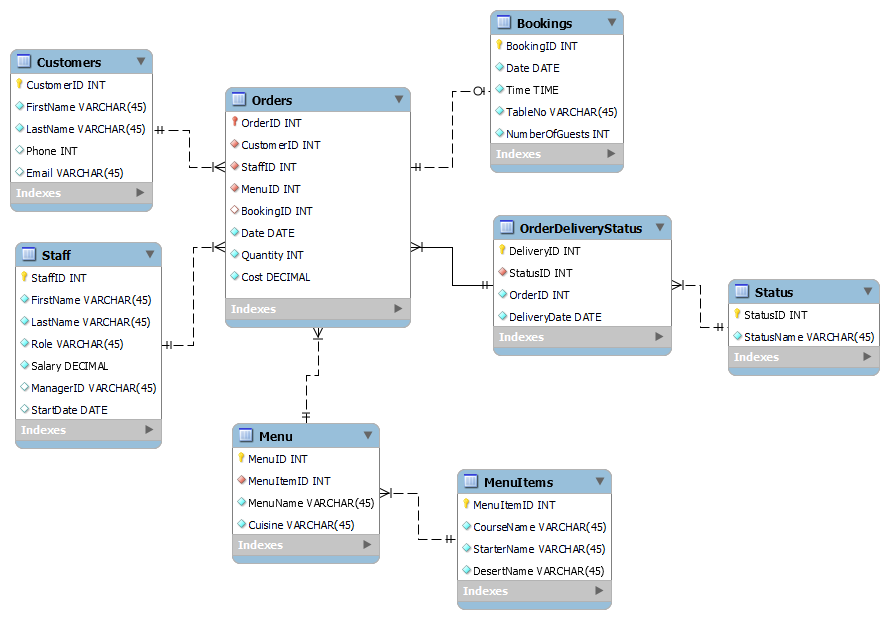 Customers
CustomerID INT
FirstName VARCHAR(45)
LastName VARCHAR(45)
Phone INT
Email VARCHAR(45)
Indexes
Orders
OrderID INT
CustomerID INT
StaffID INT
MenuID INT
BookingID INT
Date DATE
Quantity INT
Cost DECIMAL
Indexes
Bookings
BookingID INT
Date DATE
Time TIME
TableNo VARCHAR(45)
NumberOfGuests INT
Indexes
Staff
StaffID INT
FirstName VARCHAR(45)
LastName VARCHAR(45)
Role VARCHAR(45)
Salary DECIMAL
ManagerID VARCHAR(45)
StartDate DATE
Indexes
OrderDeliveryStatus
DeliveryID INT
StatusID INT
OrderID INT
DeliveryDate DATE
Indexes
Status
StatusID INT
StatusName VARCHAR(45)
Indexes
Menu
MenuID INT
MenuItemID INT
MenuName VARCHAR(45)
Cuisine VARCHAR(45)
Indexes
MenuItems
MenuItemID INT
CourseName VARCHAR(45)
StarterName VARCHAR(45)
DesertName VARCHAR(45)
Indexes